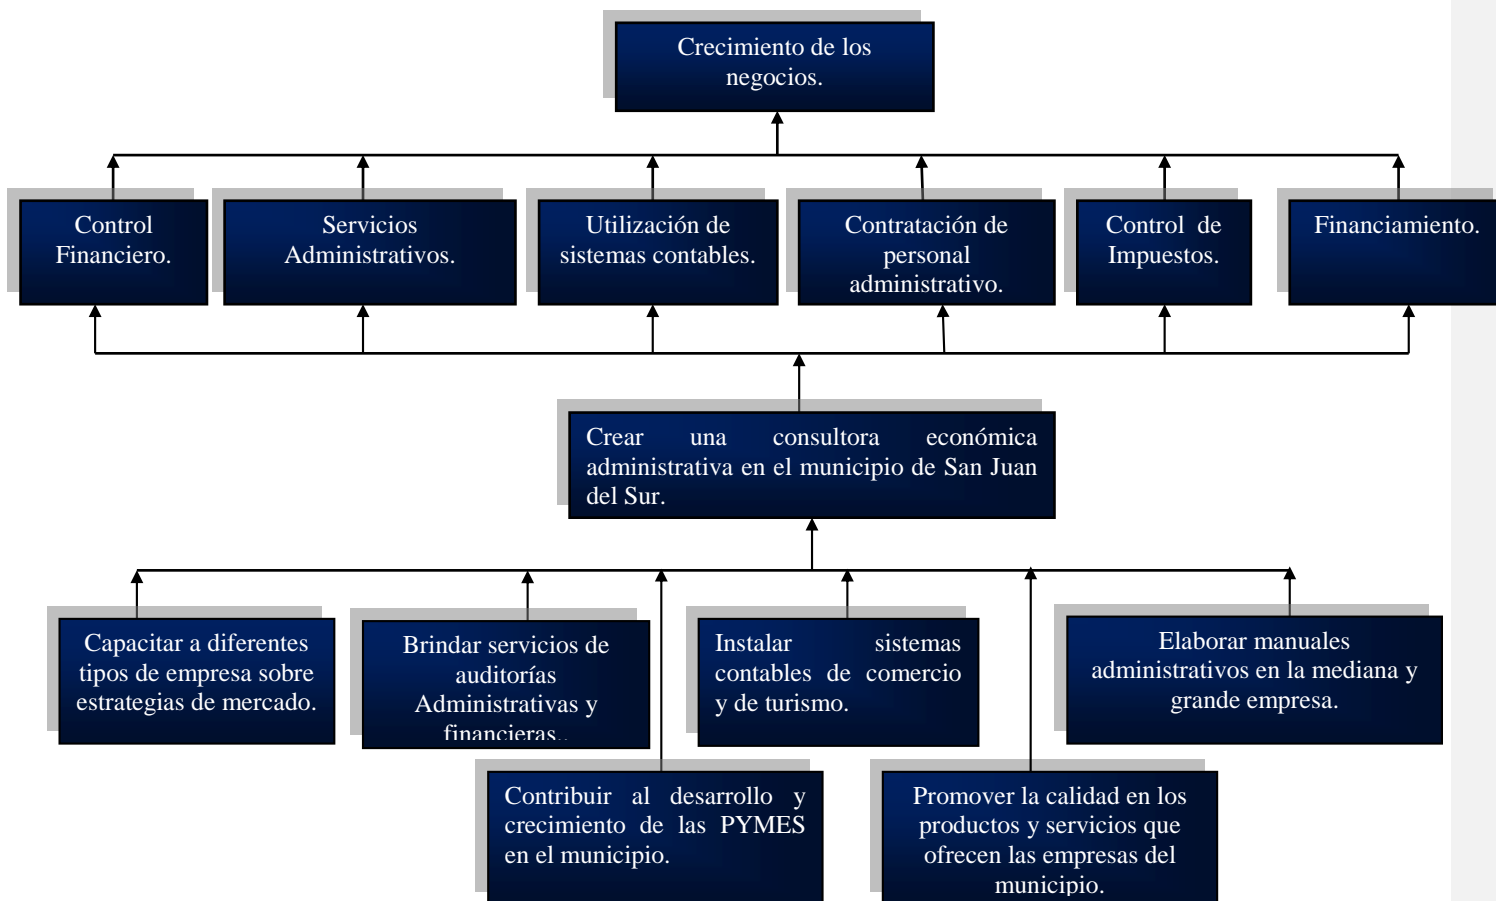 Crecimiento de los
negocios.
Control
Financiero.
Servicios
Administrativos.
Utilización de
sistemas contables.
Contratación de
personal
administrativo.
Control de
Impuestos.
Financiamiento.
Crear una consultora económica
administrativa en el municipio de San Juan
del Sur.
Capacitar a diferentes
tipos de empresa sobre
estrategias de mercado.
Brindar servicios de
auditorías
Administrativas y
financieras..
Instalar sistemas
contables de comercio
y de turismo.
Elaborar manuales
administrativos en la mediana y
grande empresa.
Contribuir al desarrollo y
crecimiento de las PYMES
en el municipio.
Promover la calidad en los
productos y servicios que
ofrecen las empresas del
municipio.